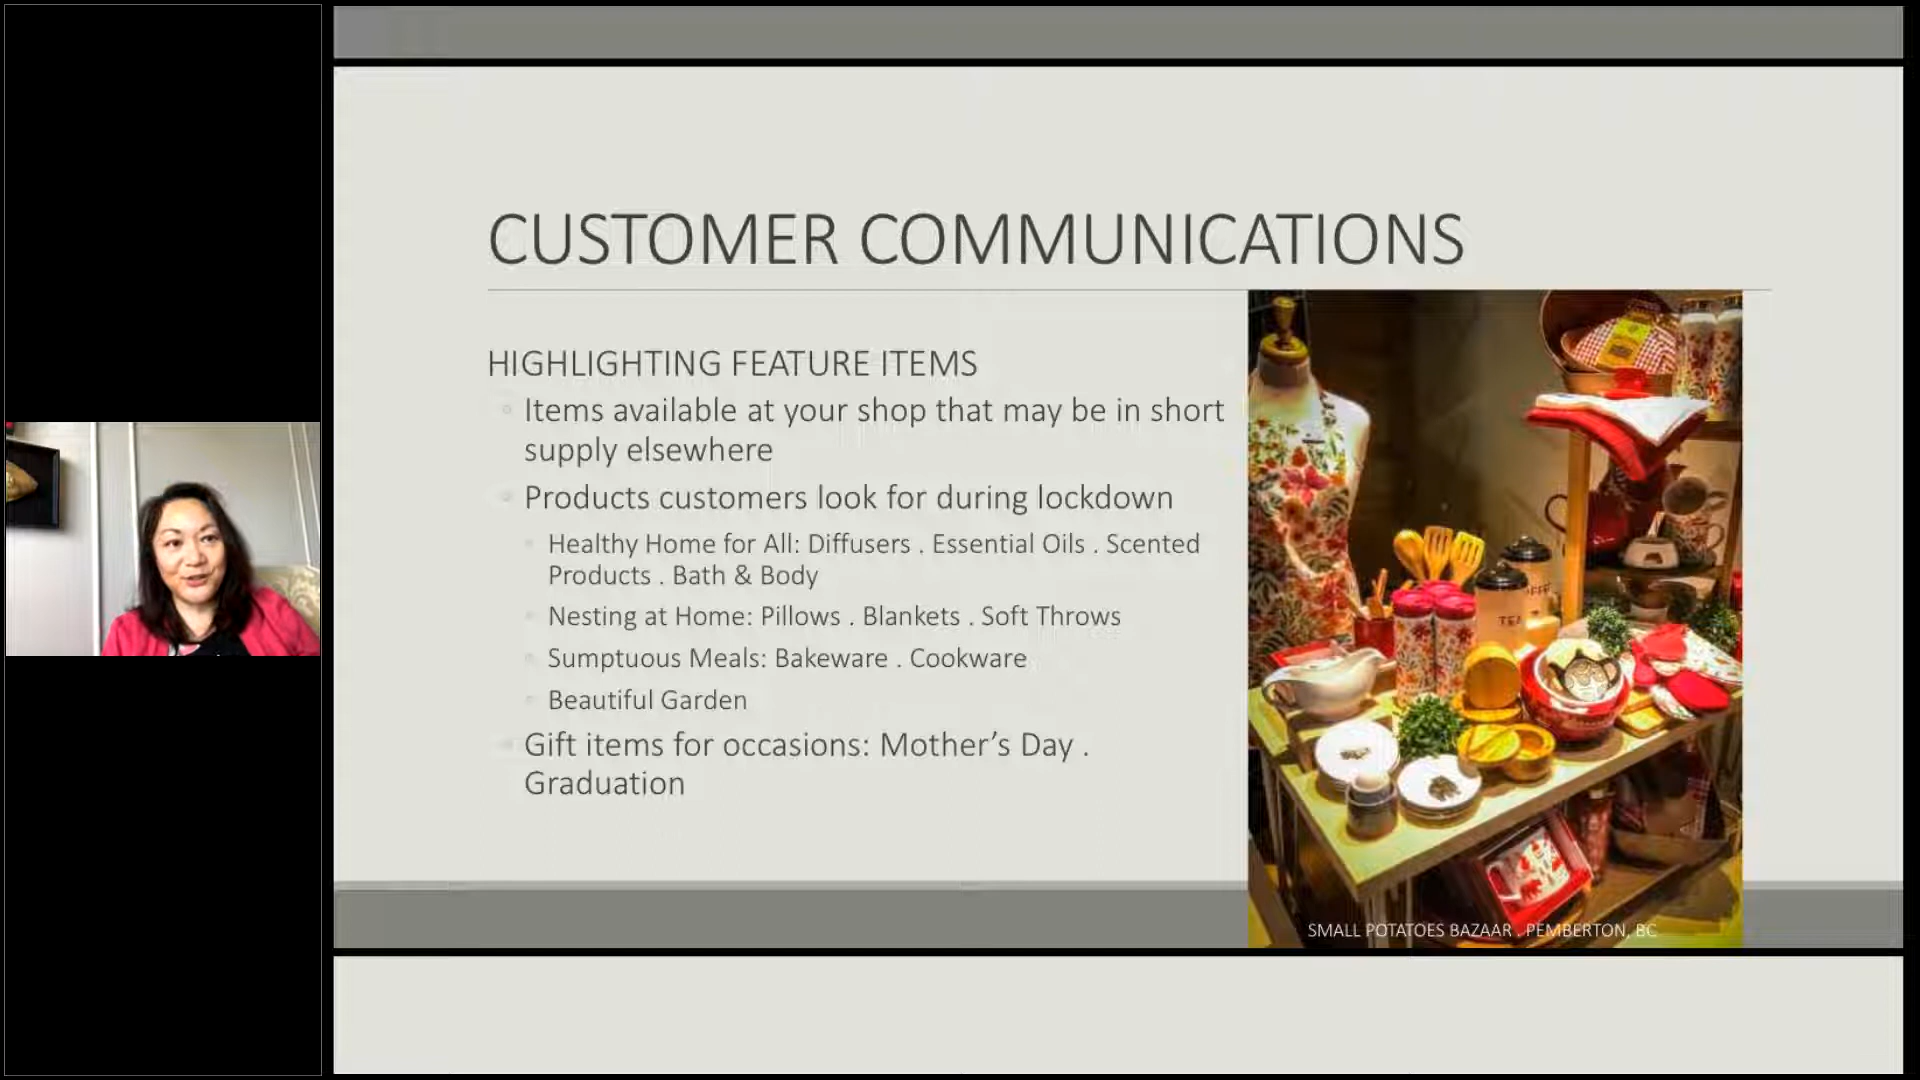 CUSTOMER COMMUNICATIONS
HIGHLIGHTING FEATURE ITEMS
Items available at your shop that may be in short
supply elsewhere
Products customers look for during lockdown
Healthy Home for All: Diffusers . Essential Oils . Scented
Products . Bath & Body
Nesting at Home: Pillows . Blankets . Soft Throws
Sumptuous Meals: Bakeware . Cookware
Beautiful Garden
Gift items for occasions: Mother’s Day .
Graduation
TEA
SMALL POTATOES BAZAAR . PEMBERTON, BC